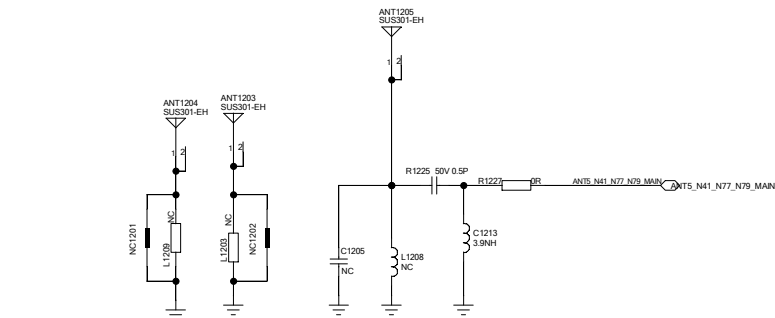 ANT1205
SUS301-EH
1 2
ANT1204
SUS301-EH
ANT1203
SUS301-EH
1 2
1 2
R1225 50V 0.5P
R1227 0R
ANT5_N41_N77_N79_MAIN
ANT5_N41_N77_N79_MAIN
NC1201
NC
L1209
NC
L1203
NC1202
C1205
NC
L1208
NC
C1213
3.9NH